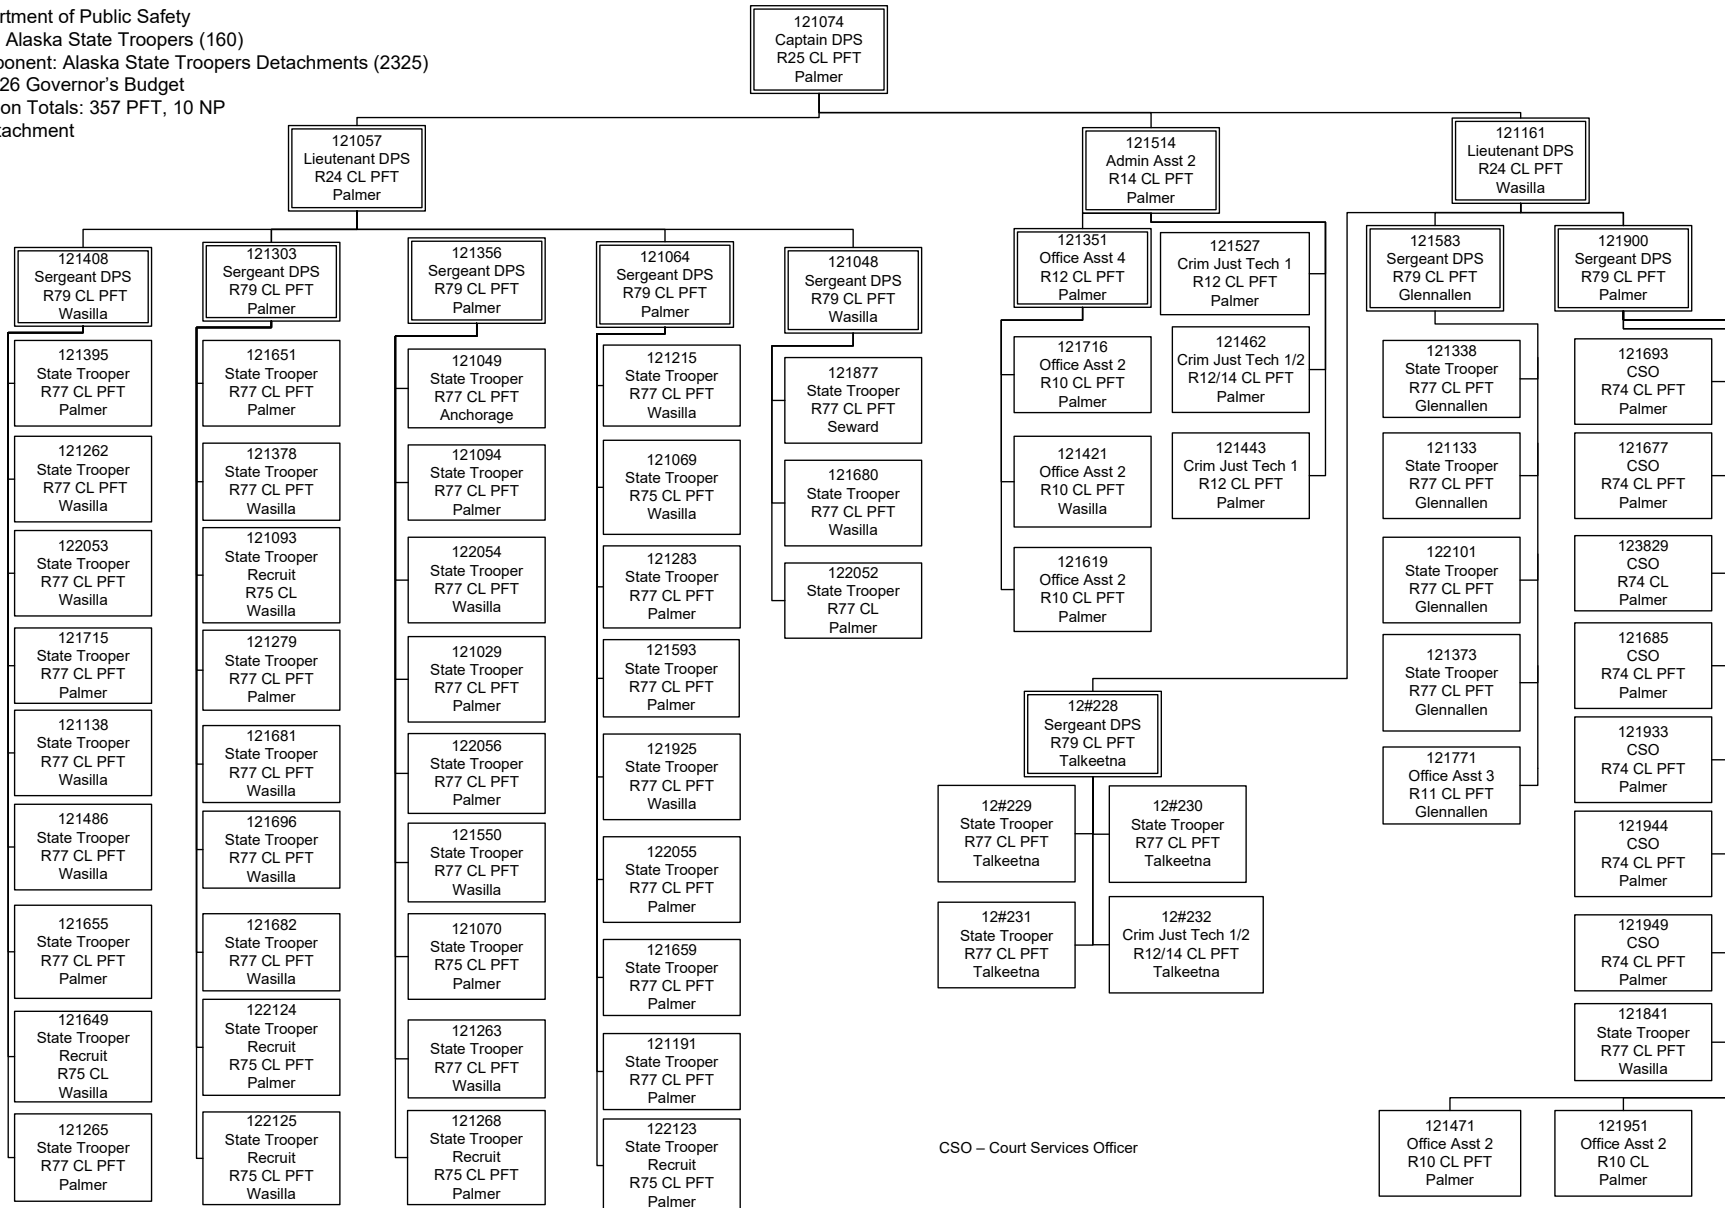 rtment of Public Safety
Alaska State Troopers (160)
ponent: Alaska State Troopers Detachments (2325)
26 Governor's Budget
on Totals: 357 PFT, 10 NP
tachment
121074
Captain DPS
R25 CL PFT
Palmer
121057
Lieutenant DPS
R24 CL PFT
Palmer
121514
Admin Asst 2
R14 CL PFT
Palmer
121161
Lieutenant DPS
R24 CL PFT
Wasilla
121408
Sergeant DPS
R79 CL PFT
Wasilla
121395
State Trooper
R77 CL PFT
Palmer
121262
State Trooper
R77 CL PFT
Wasilla
122053
State Trooper
R77 CL PFT
Wasilla
121715
State Trooper
R77 CL PFT
Palmer
121138
State Trooper
R77 CL PFT
Wasilla
121486
State Trooper
R77 CL PFT
Wasilla
121655
State Trooper
R77 CL PFT
Palmer
121649
State Trooper
Recruit
R75 CL
Wasilla
121265
State Trooper
R77 CL PFT
Palmer
121303
Sergeant DPS
R79 CL PFT
Palmer
121651
State Trooper
R77 CL PFT
Palmer
121378
State Trooper
R77 CL PFT
Wasilla
121093
State Trooper
Recruit
R75 CL
Wasilla
121279
State Trooper
R77 CL PFT
Palmer
121681
State Trooper
R77 CL PFT
Wasilla
121696
State Trooper
R77 CL PFT
Wasilla
121682
State Trooper
R77 CL PFT
Wasilla
122124
State Trooper
Recruit
R75 CL PFT
Palmer
122125
State Trooper
Recruit
R75 CL PFT
Wasilla
121356
Sergeant DPS
R79 CL PFT
Palmer
121049
State Trooper
R77 CL PFT
Anchorage
121094
State Trooper
R77 CL PFT
Palmer
122054
State Trooper
R77 CL PFT
Wasilla
121029
State Trooper
R77 CL PFT
Palmer
122056
State Trooper
R77 CL PFT
Palmer
121550
State Trooper
R77 CL PFT
Wasilla
121070
State Trooper
R75 CL PFT
Palmer
121263
State Trooper
R77 CL PFT
Wasilla
121268
State Trooper
Recruit
R75 CL PFT
Palmer
121064
Sergeant DPS
R79 CL PFT
Palmer
121215
State Trooper
R77 CL PFT
Wasilla
121069
State Trooper
R75 CL PFT
Wasilla
121283
State Trooper
R77 CL PFT
Palmer
121593
State Trooper
R77 CL PFT
Palmer
121925
State Trooper
R77 CL PFT
Wasilla
122055
State Trooper
R77 CL PFT
Palmer
121659
State Trooper
R77 CL PFT
Palmer
121191
State Trooper
R77 CL PFT
Palmer
122123
State Trooper
Recruit
R75 CL PFT
Palmer
121048
Sergeant DPS
R79 CL PFT
Wasilla
121877
State Trooper
R77 CL PFT
Seward
121680
State Trooper
R77 CL PFT
Wasilla
122052
State Trooper
R77 CL
Palmer
121351
Office Asst 4
R12 CL PFT
Palmer
121716
Office Asst 2
R10 CL PFT
Palmer
121421
Office Asst 2
R10 CL PFT
Wasilla
121619
Office Asst 2
R10 CL PFT
Palmer
121527
Crim Just Tech 1
R12 CL PFT
Palmer
121462
Crim Just Tech 1/2
R12/14 CL PFT
Palmer
121443
Crim Just Tech 1
R12 CL PFT
Palmer
12#228
Sergeant DPS
R79 CL PFT
Talkeetna
12#229
State Trooper
R77 CL PFT
Talkeetna
12#230
State Trooper
R77 CL PFT
Talkeetna
12#231
State Trooper
R77 CL PFT
Talkeetna
12#232
Crim Just Tech 1/2
R12/14 CL PFT
Talkeetna
121583
Sergeant DPS
R79 CL PFT
Glennallen
121338
State Trooper
R77 CL PFT
Glennallen
121133
State Trooper
R77 CL PFT
Glennallen
122101
State Trooper
R77 CL PFT
Glennallen
121373
State Trooper
R77 CL PFT
Glennallen
121771
Office Asst 3
R11 CL PFT
Glennallen
121900
Sergeant DPS
R79 CL PFT
Palmer
121693
CSO
R74 CL PFT
Palmer
121677
CSO
R74 CL PFT
Palmer
123829
CSO
R74 CL
Palmer
121685
CSO
R74 CL PFT
Palmer
121933
CSO
R74 CL PFT
Palmer
121944
CSO
R74 CL PFT
Palmer
121949
CSO
R74 CL PFT
Palmer
121841
State Trooper
R77 CL PFT
Wasilla
121471
Office Asst 2
R10 CL PFT
Palmer
121951
Office Asst 2
R10 CL
Palmer
CSO – Court Services Officer